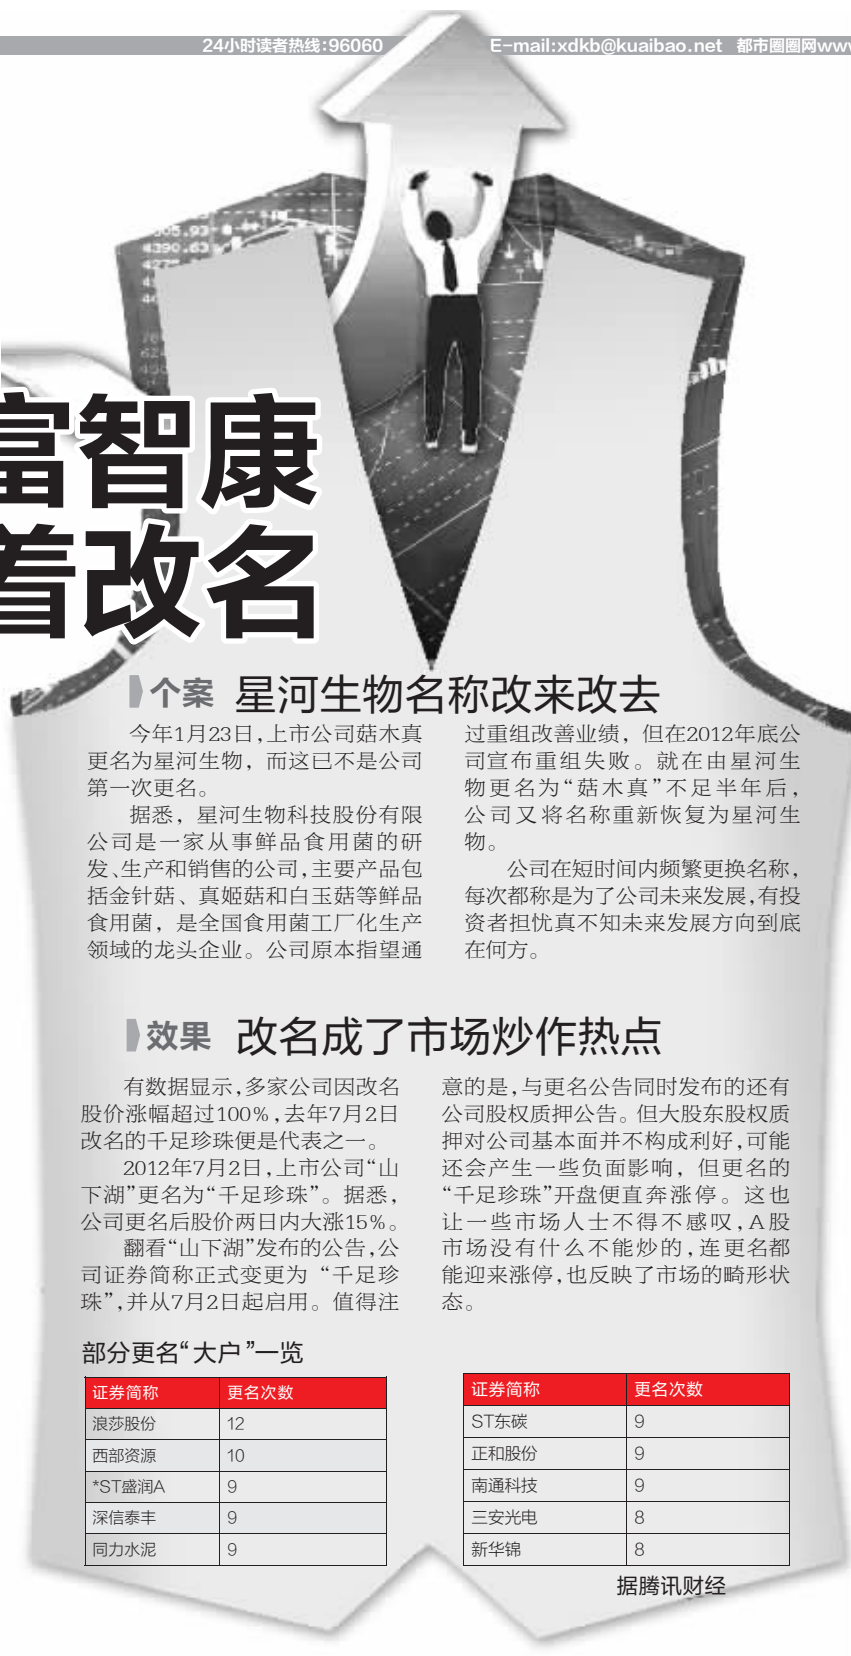 24小时读者热线:96060
E-mail:xdkb@kuaibao.net 都市圈圈网www
富智康
着改名
个案 星河生物名称改来改去
今年1月23日,上市公司菇木真
更名为星河生物，而这已不是公司
第一次更名。
据悉，星河生物科技股份有限
公司是一家从事鲜品食用菌的研
发、生产和销售的公司,主要产品包
括金针菇、真姬菇和白玉菇等鲜品
食用菌，是全国食用菌工厂化生产
领域的龙头企业。公司原本指望通
过重组改善业绩，但在2012年底公
司宣布重组失败。就在由星河生
物更名为“菇木真”不足半年后，
公司又将名称重新恢复为星河生
物。
公司在短时间内频繁更换名称，
每次都称是为了公司未来发展,有投
资者担忧真不知未来发展方向到底
在何方。
效果 改名成了市场炒作热点
有数据显示,多家公司因改名
股价涨幅超过100%,去年7月2日
改名的千足珍珠便是代表之一。
2012年7月2日,上市公司“山
下湖”更名为“千足珍珠”。据悉，
公司更名后股价两日内大涨15%。
翻看“山下湖”发布的公告,公
司证券简称正式变更为“千足珍
珠”,并从7月2日起启用。值得注
意的是,与更名公告同时发布的还有
公司股权质押公告。但大股东股权质
押对公司基本面并不构成利好,可能
还会产生一些负面影响，但更名的
“千足珍珠”开盘便直奔涨停。这也
让一些市场人士不得不感叹,A股
市场没有什么不能炒的,连更名都
能迎来涨停,也反映了市场的畸形状
态。
部分更名“大户”一览
证券简称 更名次数
浪莎股份 12
西部资源 10
*ST盛润A 9
深信泰丰 9
同力水泥 9
证券简称 更名次数
ST东碳 9
正和股份 9
南通科技 9
三安光电 8
新华锦 8
据腾讯财经